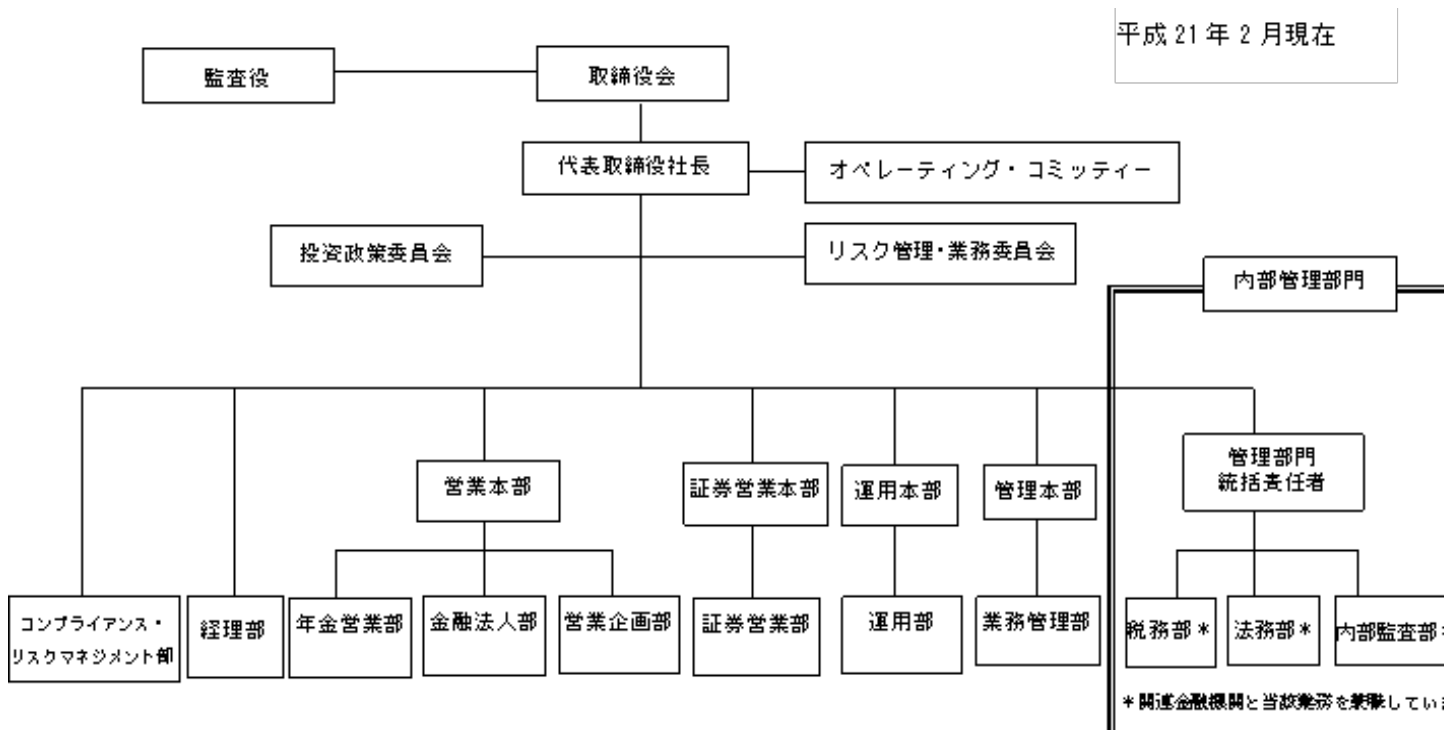 平成21年2月現在
監査役
取締役会
代表取締役社長
オペレーティング・コミッティー
投資政策委員会
リスク管理・業務委員会
内部管理部門
管理部門
統括責任者
営業本部
証券営業本部
運用本部
管理本部
コンプライアンス・
リスクマネジメント部
経理部
年金営業部
金融法人部
営業企画部
証券営業部
運用部
業務管理部
税務部*
法務部*
内部監査部*
*関連金融機関と当該業務を兼職してい